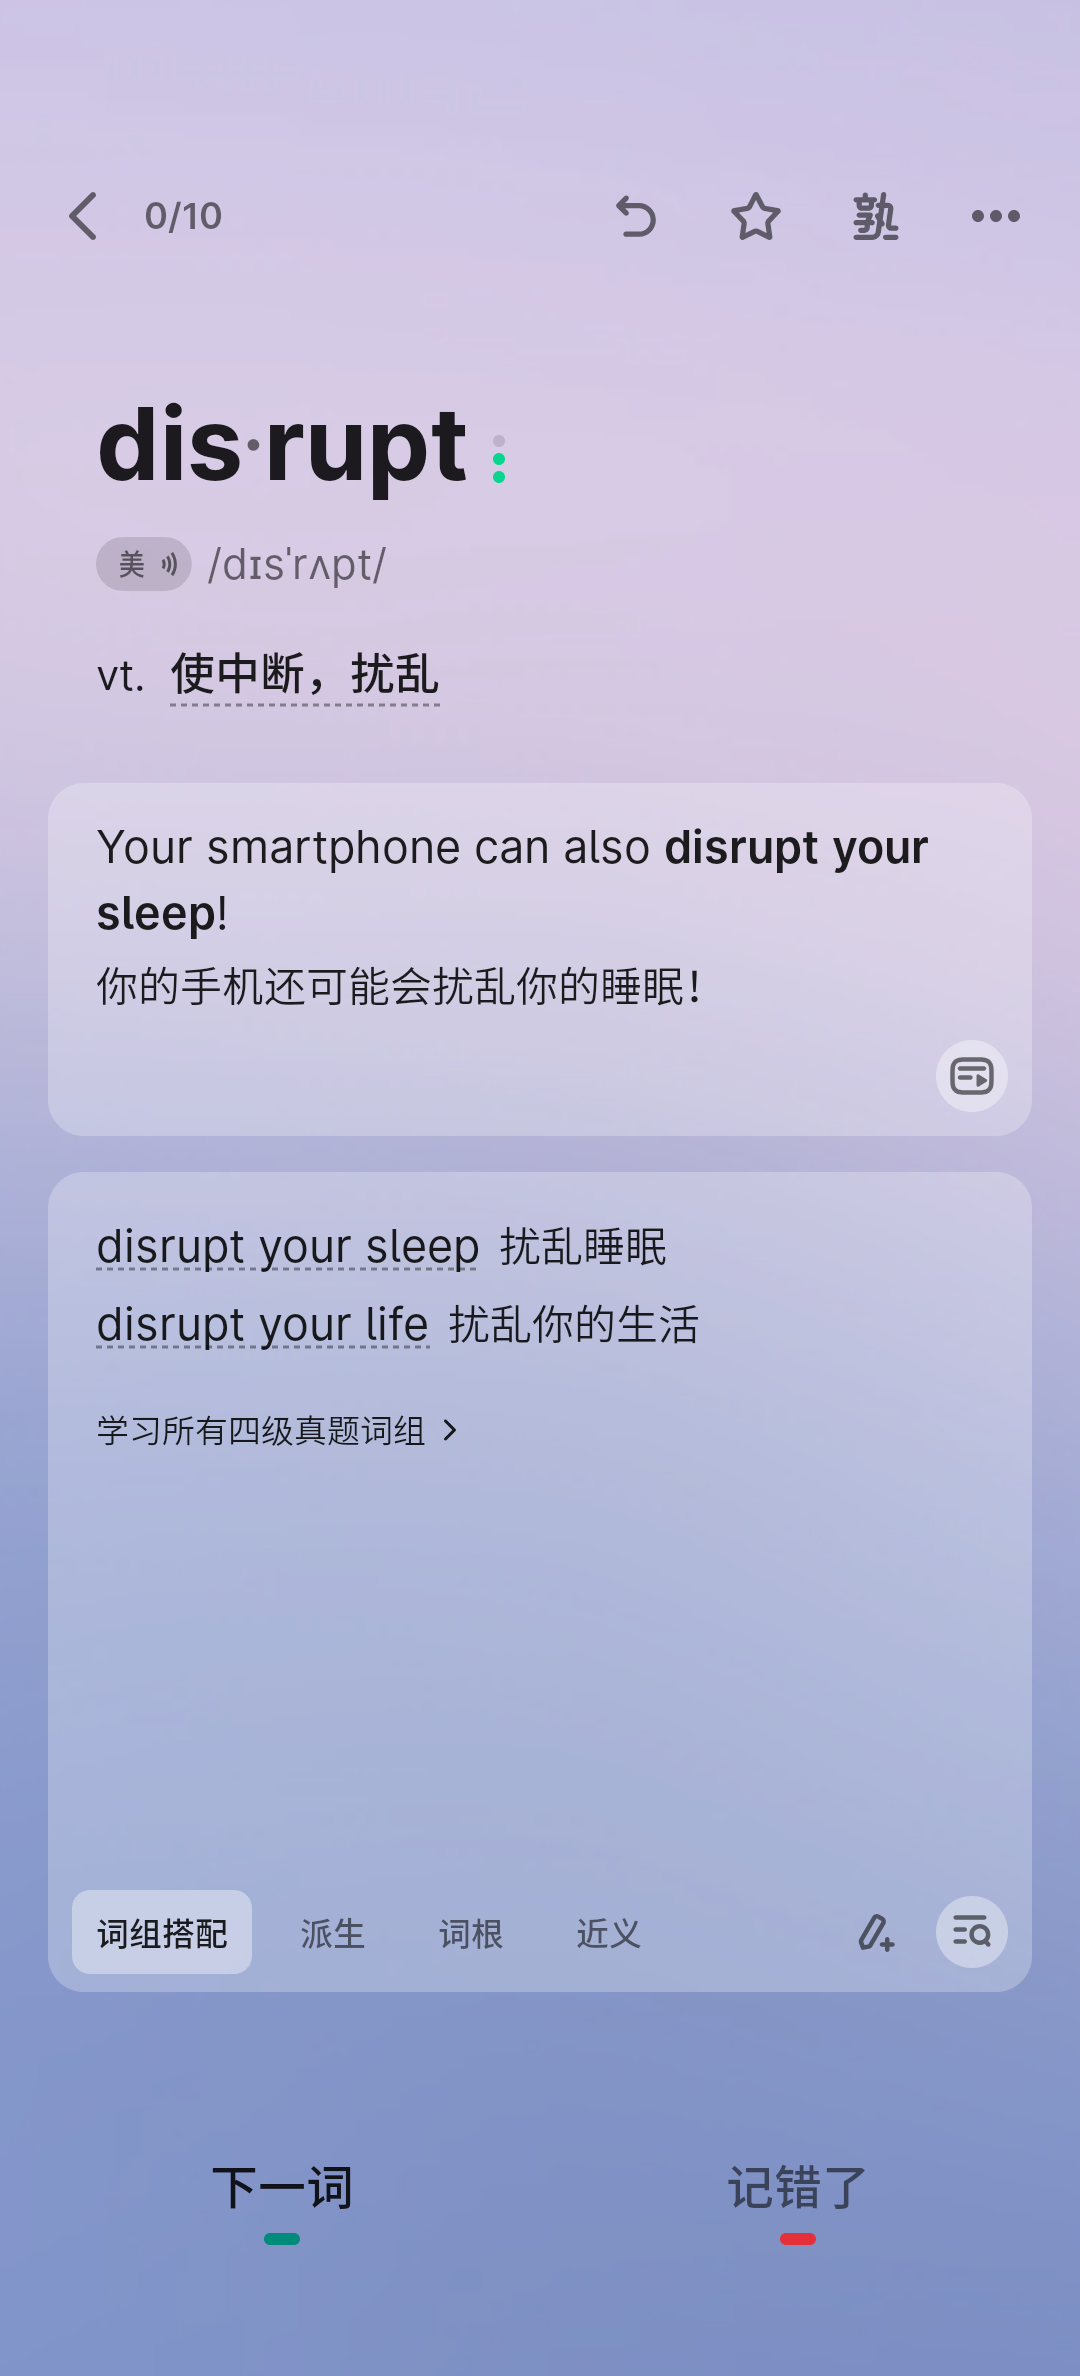 0/10
熟
dis·rupt
美 /dɪsˈrʌpt/
vt. 使中断，扰乱
Your smartphone can also disrupt your
sleep!
你的手机还可能会扰乱你的睡眠！
disrupt your sleep 扰乱睡眠
disrupt your life 扰乱你的生活
学习所有四级真题词组
词组搭配 派生 词根 近义
下一词 记错了